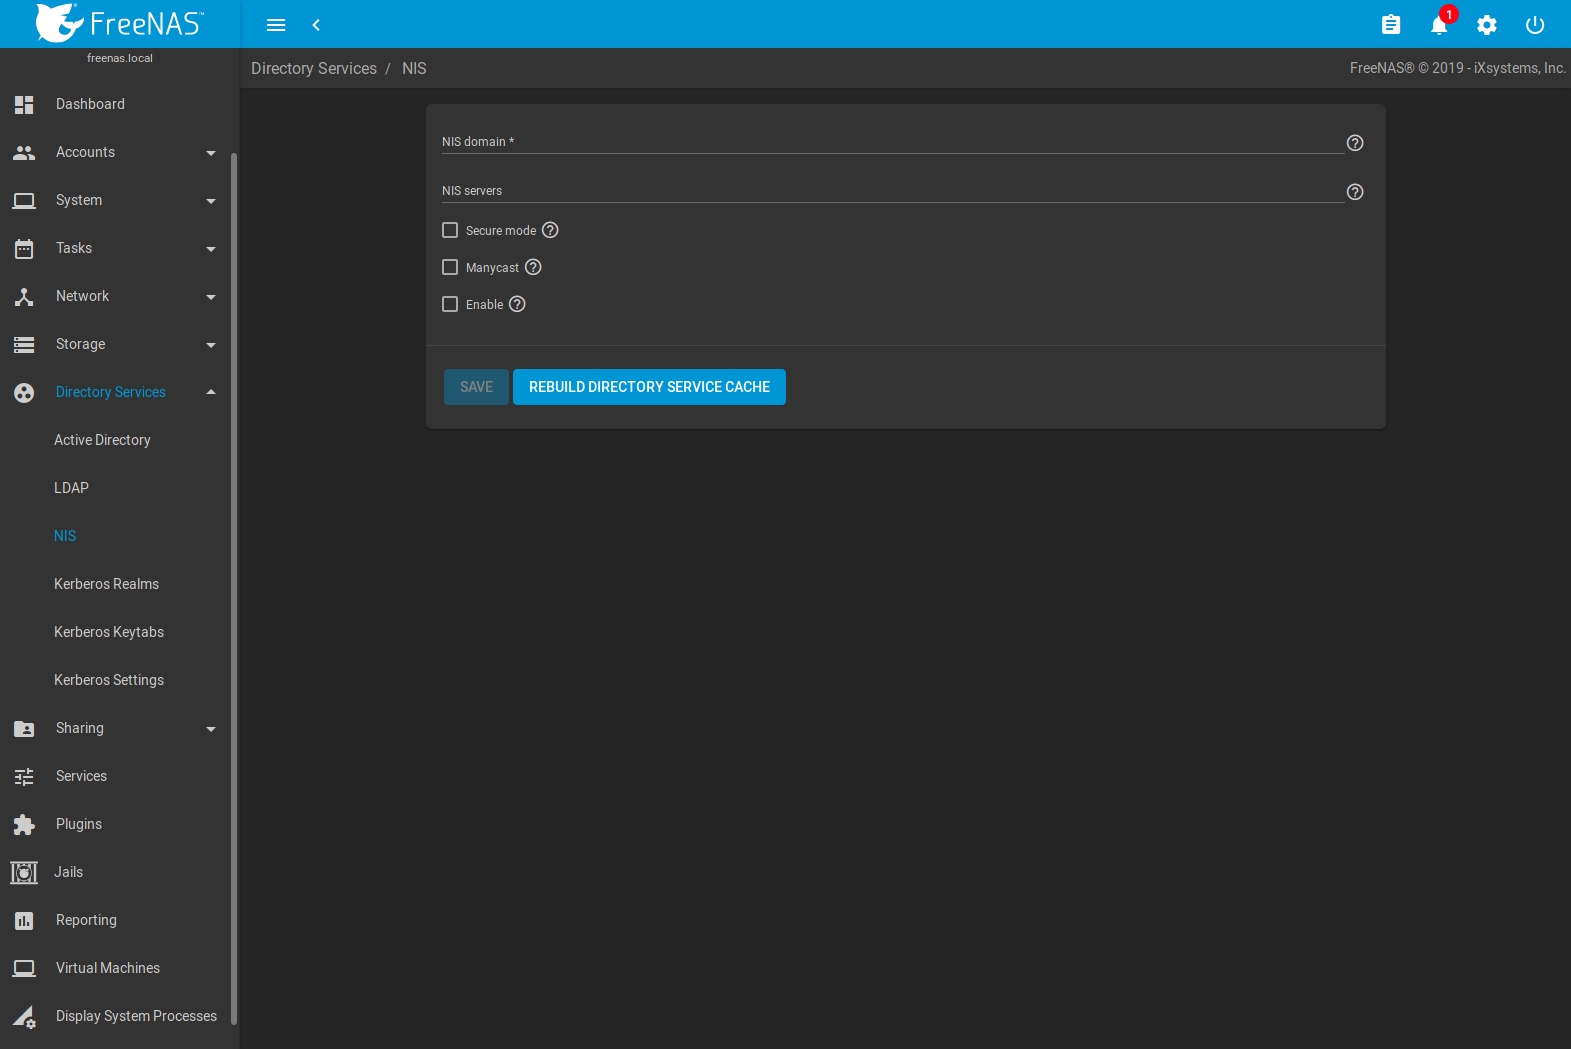 FreeNAS™
1
freenas.local
Directory Services / NIS
FreeNAS® © 2019 - iXsystems, Inc.
Dashboard
Accounts
System
Tasks
Network
Storage
Directory Services
Active Directory
LDAP
NIS
Kerberos Realms
Kerberos Keytabs
Kerberos Settings
Sharing
Services
Plugins
Jails
Reporting
Virtual Machines
Display System Processes
NIS domain *
NIS servers
Secure mode
Manycast
Enable
SAVE
REBUILD DIRECTORY SERVICE CACHE